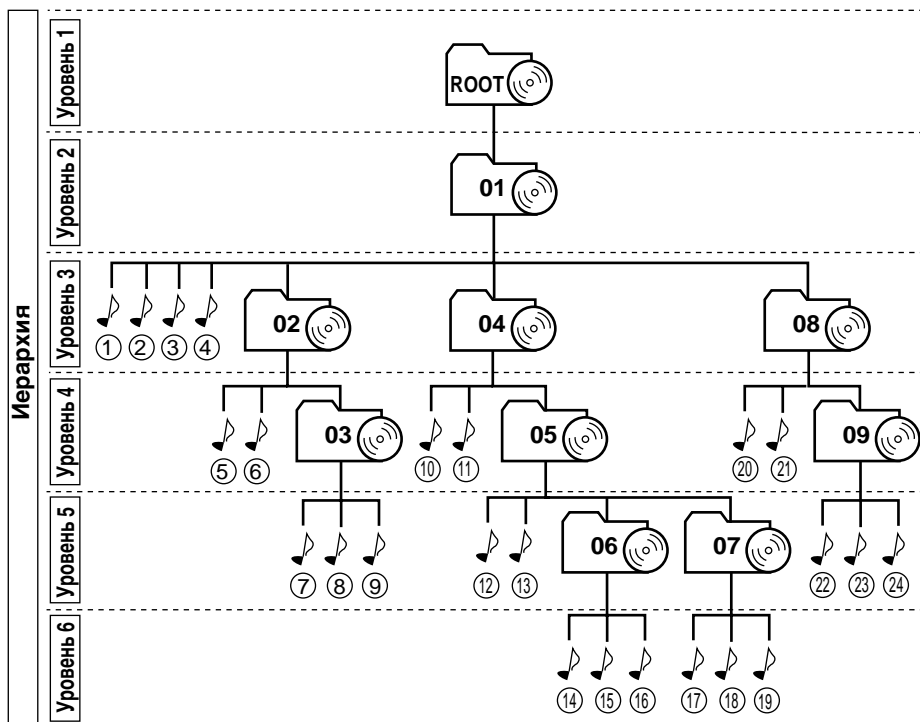 Иерархия
Уровень 1
ROOT
Уровень 2
01
Уровень 3
① ② ③ ④ 02 04 08
Уровень 4
⑤ ⑥ 03 ⑩ ⑪ 05 ⑳ ㉑ 09
Уровень 5
⑦ ⑧ ⑨ ⑫ ⑬ 06 07 ㉒ ㉓ ㉔
Уровень 6
⑭ ⑮ ⑯ ⑰ ⑱ ⑲